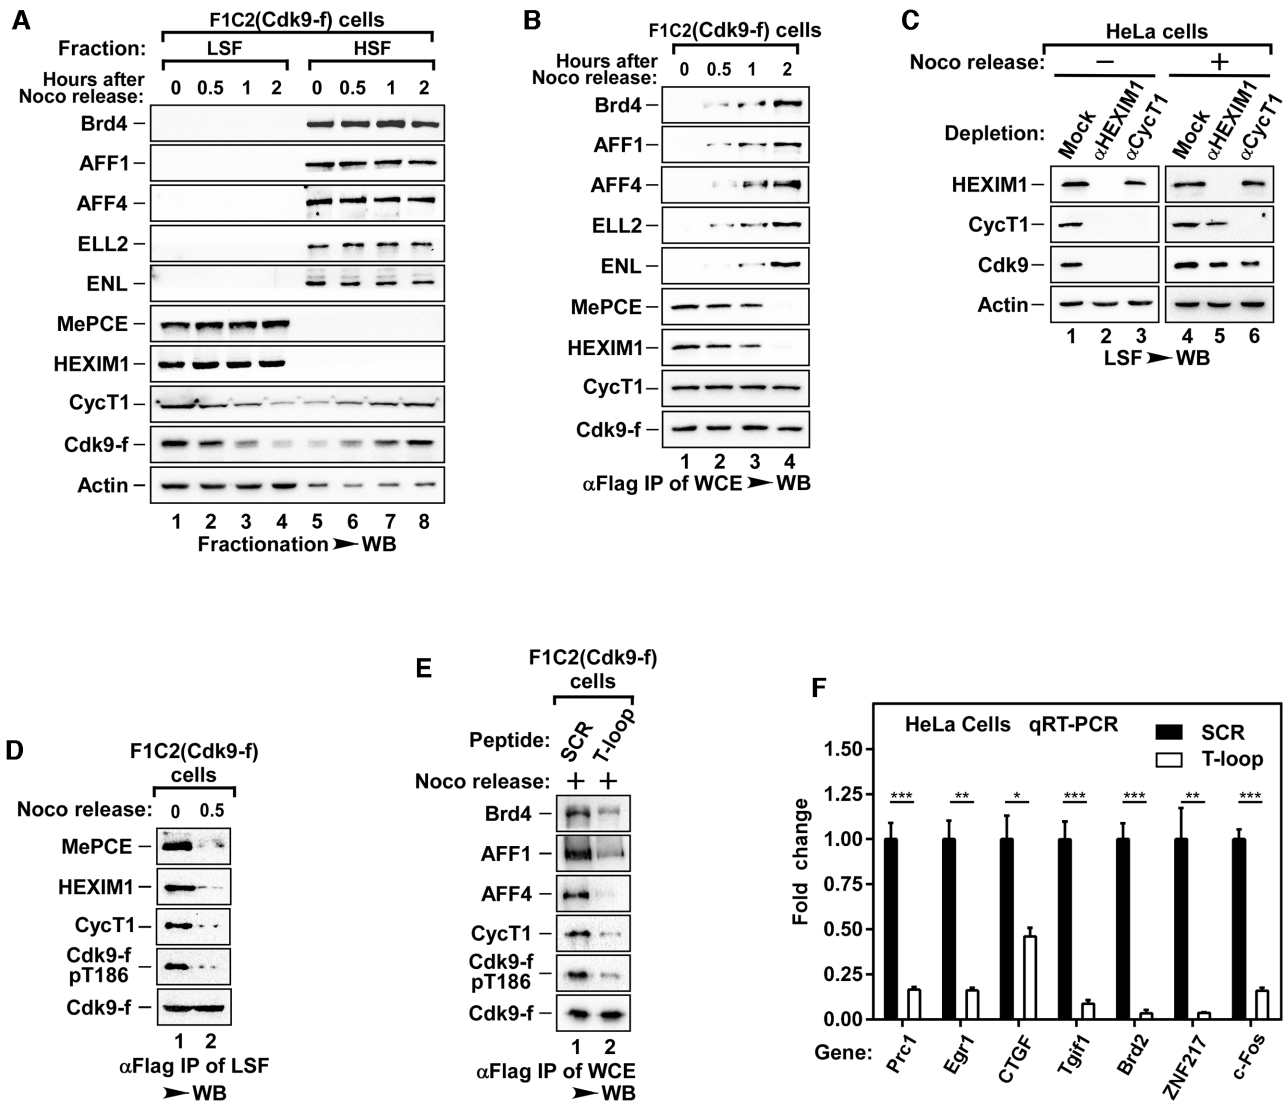 A
F1C2(Cdk9-f) cells
Fraction: LSF HSF
Hours after
Noco release: 0 0.5 1 2 0 0.5 1 2
Brd4
AFF1
AFF4
ELL2
ENL
MePCE
HEXIM1
CycT1
Cdk9-f
Actin
1 2 3 4 5 6 7 8
Fractionation ➤ WB
B
F1C2(Cdk9-f) cells
Hours after
Noco release: 0 0.5 1 2
Brd4
AFF1
AFF4
ELL2
ENL
MePCE
HEXIM1
CycT1
Cdk9-f
1 2 3 4
αFlag IP of WCE ➤ WB
C
HeLa cells
Noco release: − +
Depletion: Mock αHEXIM1 αCycT1 Mock αHEXIM1 αCycT1
HEXIM1
CycT1
Cdk9
Actin
1 2 3 4 5 6
LSF ➤ WB
D
F1C2(Cdk9-f)
cells
Noco release: 0 0.5
MePCE
HEXIM1
CycT1
Cdk9-f
pT186
Cdk9-f
1 2
αFlag IP of LSF
➤ WB
E
F1C2(Cdk9-f)
cells
Peptide: SCR T-loop
Noco release: + +
Brd4
AFF1
AFF4
CycT1
Cdk9-f
pT186
Cdk9-f
1 2
αFlag IP of WCE
➤ WB
F
HeLa Cells qRT-PCR
SCR
T-loop
Fold change
1.50
1.25
1.00
0.75
0.50
0.25
0.00
*** ** * *** *** ** ***
Gene: Prc1 Egr1 CTGF Tgif1 Brd2 ZNF217 c-Fos